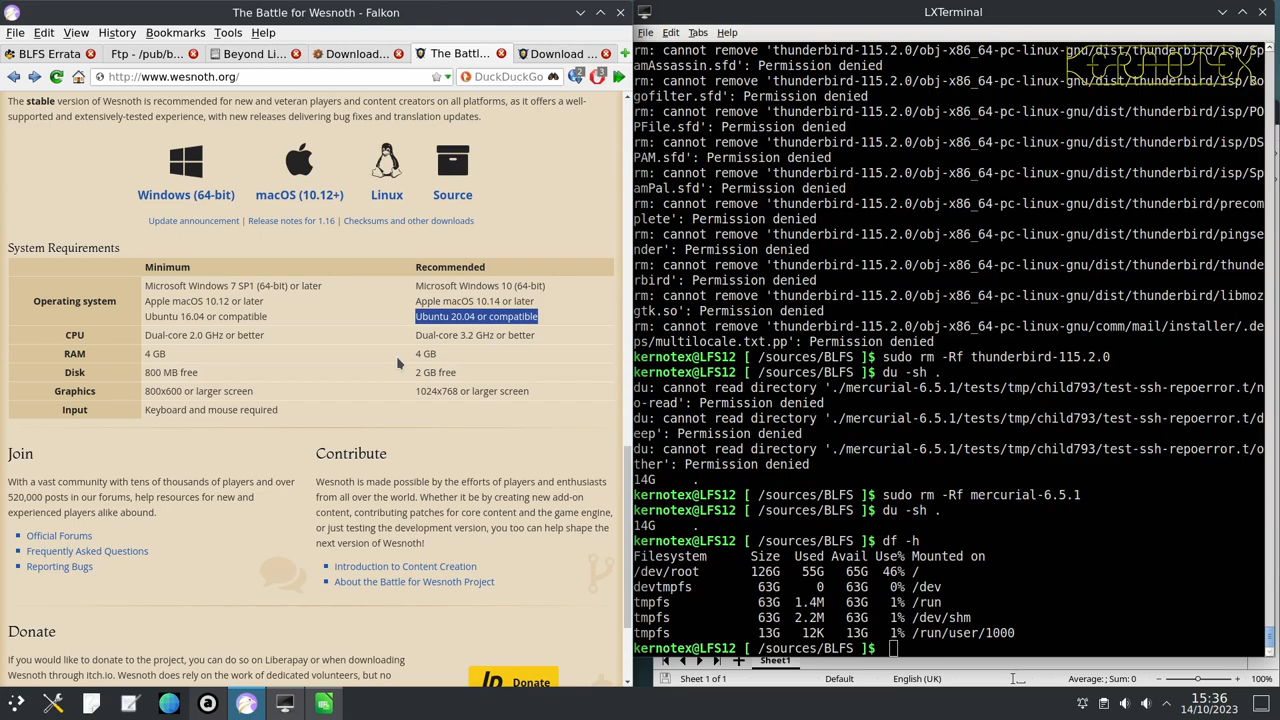 The Battle for Wesnoth - Falkon
File Edit View History Bookmarks Tools Help
BLFS Errata
Ftp - /pub/b...
Beyond Li...
Download...
The Battl...
Download ...
http://www.wesnoth.org/
DuckDuckGo
2
3
The stable version of Wesnoth is recommended for new and veteran players and content creators on all platforms, as it offers a well-
supported and extensively-tested experience, with new releases delivering bug fixes and translation updates.
Windows (64-bit)
macOS (10.12+)
Linux
Source
Update announcement | Release notes for 1.16 | Checksums and other downloads
System Requirements
Minimum Recommended
Operating system
Microsoft Windows 7 SP1 (64-bit) or later
Apple macOS 10.12 or later
Ubuntu 16.04 or compatible
Microsoft Windows 10 (64-bit)
Apple macOS 10.14 or later
Ubuntu 20.04 or compatible
CPU Dual-core 2.0 GHz or better Dual-core 3.2 GHz or better
RAM 4 GB 4 GB
Disk 800 MB free 2 GB free
Graphics 800x600 or larger screen 1024x768 or larger screen
Input Keyboard and mouse required
Join
With a vast community with tens of thousands of players and over
520,000 posts in our forums, help resources for new and
experienced players alike abound.
Official Forums
Frequently Asked Questions
Reporting Bugs
Contribute
Wesnoth is made possible by the efforts of players and enthusiasts
from all over the world. Whether it be by creating new add-on
content, contributing patches for core content and the game engine,
or just testing the development version, you too can help shape the
next version of Wesnoth!
Introduction to Content Creation
About the Battle for Wesnoth Project
Donate
If you would like to donate to the project, you can do so on Liberapay or when downloading
Wesnoth through itch.io. Wesnoth relies on the work of dedicated volunteers, but no
Donate
LXTerminal
File Edit Tabs Help
KERNOTEX
rm: cannot remove 'thunderbird-115.2.0/obj-x86_64-pc-linux-gnu/dist/thunderbird/isp/Sp
amAssassin.sfd': Permission denied
rm: cannot remove 'thunderbird-115.2.0/obj-x86_64-pc-linux-gnu/dist/thunderbird/isp/Bo
gofilter.sfd': Permission denied
rm: cannot remove 'thunderbird-115.2.0/obj-x86_64-pc-linux-gnu/dist/thunderbird/isp/PO
PFile.sfd': Permission denied
rm: cannot remove 'thunderbird-115.2.0/obj-x86_64-pc-linux-gnu/dist/thunderbird/isp/DS
PAM.sfd': Permission denied
rm: cannot remove 'thunderbird-115.2.0/obj-x86_64-pc-linux-gnu/dist/thunderbird/isp/Sp
amPal.sfd': Permission denied
rm: cannot remove 'thunderbird-115.2.0/obj-x86_64-pc-linux-gnu/dist/thunderbird/precom
plete': Permission denied
rm: cannot remove 'thunderbird-115.2.0/obj-x86_64-pc-linux-gnu/dist/thunderbird/pingse
nder': Permission denied
rm: cannot remove 'thunderbird-115.2.0/obj-x86_64-pc-linux-gnu/dist/thunderbird/thunde
rbird': Permission denied
rm: cannot remove 'thunderbird-115.2.0/obj-x86_64-pc-linux-gnu/dist/thunderbird/libmoz
gtk.so': Permission denied
rm: cannot remove 'thunderbird-115.2.0/obj-x86_64-pc-linux-gnu/comm/mail/installer/.de
ps/multilocale.txt.pp': Permission denied
kernotex@LFS12 [ /sources/BLFS ]$ sudo rm -Rf thunderbird-115.2.0
kernotex@LFS12 [ /sources/BLFS ]$ du -sh .
du: cannot read directory './mercurial-6.5.1/tests/tmp/child793/test-ssh-repoerror.t/n
o-read': Permission denied
du: cannot read directory './mercurial-6.5.1/tests/tmp/child793/test-ssh-repoerror.t/d
eep': Permission denied
du: cannot read directory './mercurial-6.5.1/tests/tmp/child793/test-ssh-repoerror.t/o
ther': Permission denied
14G .
kernotex@LFS12 [ /sources/BLFS ]$ sudo rm -Rf mercurial-6.5.1
kernotex@LFS12 [ /sources/BLFS ]$ du -sh .
14G .
kernotex@LFS12 [ /sources/BLFS ]$ df -h
Filesystem Size Used Avail Use% Mounted on
/dev/root 126G 55G 65G 46% /
devtmpfs 63G 0 63G 0% /dev
tmpfs 63G 1.4M 63G 1% /run
tmpfs 63G 2.2M 63G 1% /dev/shm
tmpfs 13G 12K 13G 1% /run/user/1000
kernotex@LFS12 [ /sources/BLFS ]$
Sheet1
Sheet 1 of 1 Default English (UK) Average: ; Sum: 0 100%
15:36
14/10/2023